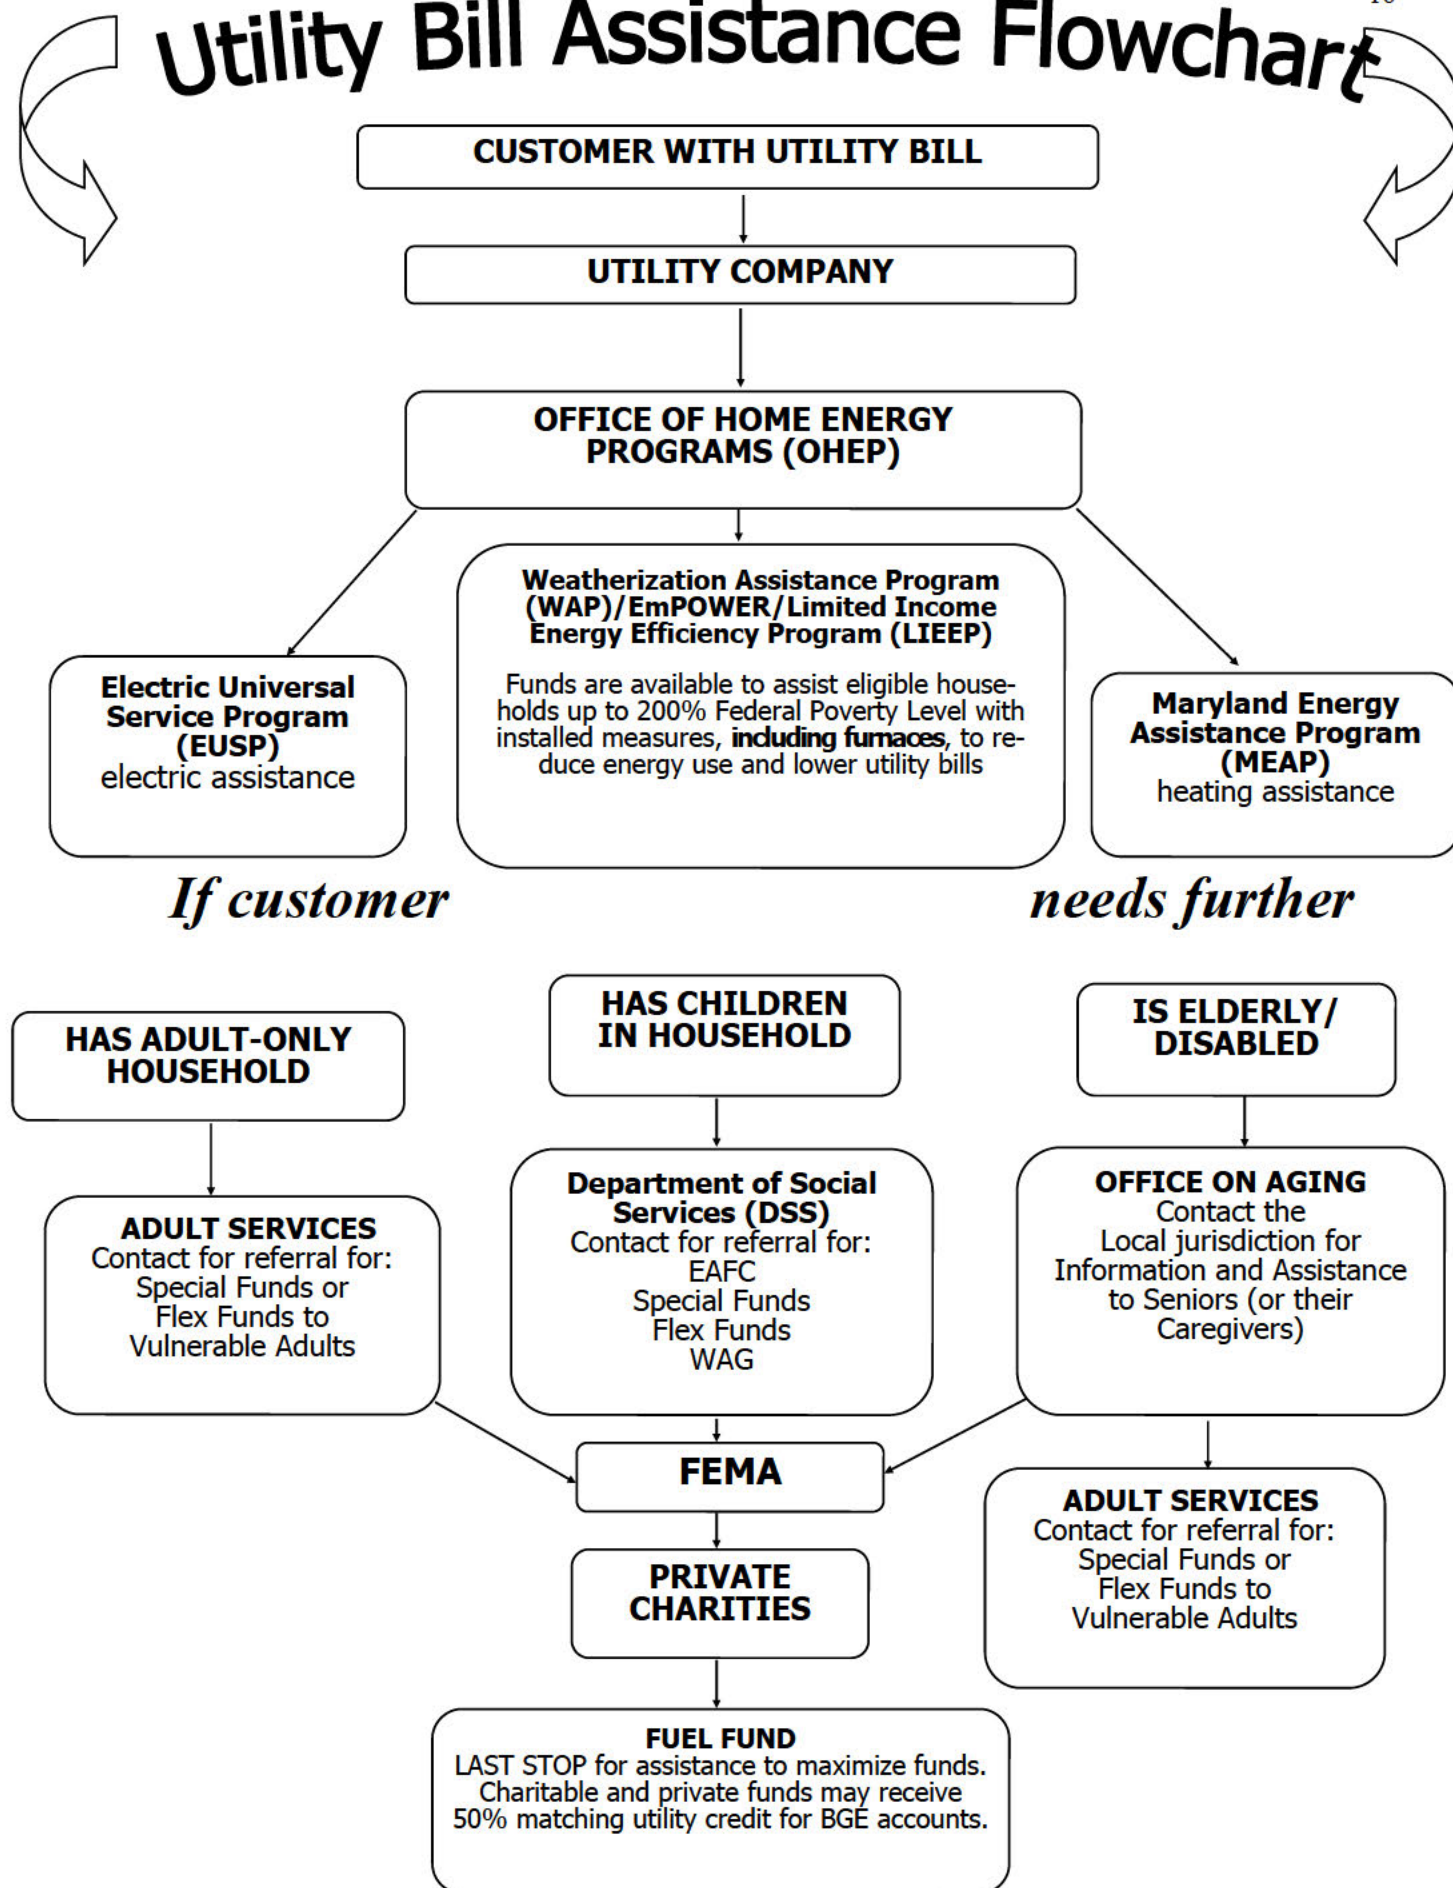 Utility Bill Assistance Flowchart
CUSTOMER WITH UTILITY BILL
UTILITY COMPANY
OFFICE OF HOME ENERGY
PROGRAMS (OHEP)
Electric Universal
Service Program
(EUSP)
electric assistance
Weatherization Assistance Program
(WAP)/EmPOWER/Limited Income
Energy Efficiency Program (LIEEP)
Funds are available to assist eligible house-
holds up to 200% Federal Poverty Level with
installed measures, including furnaces, to re-
duce energy use and lower utility bills
Maryland Energy
Assistance Program
(MEAP)
heating assistance
If customer needs further
HAS ADULT-ONLY
HOUSEHOLD
ADULT SERVICES
Contact for referral for:
Special Funds or
Flex Funds to
Vulnerable Adults
HAS CHILDREN
IN HOUSEHOLD
Department of Social
Services (DSS)
Contact for referral for:
EAFC
Special Funds
Flex Funds
WAG
IS ELDERLY/
DISABLED
OFFICE ON AGING
Contact the
Local jurisdiction for
Information and Assistance
to Seniors (or their
Caregivers)
ADULT SERVICES
Contact for referral for:
Special Funds or
Flex Funds to
Vulnerable Adults
FEMA
PRIVATE
CHARITIES
FUEL FUND
LAST STOP for assistance to maximize funds.
Charitable and private funds may receive
50% matching utility credit for BGE accounts.